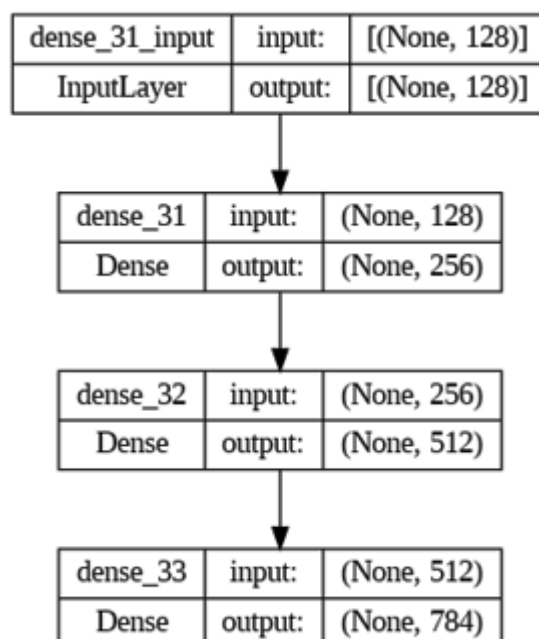 dense_31_input input: [(None, 128)]
InputLayer output: [(None, 128)]
dense_31 input: (None, 128)
Dense output: (None, 256)
dense_32 input: (None, 256)
Dense output: (None, 512)
dense_33 input: (None, 512)
Dense output: (None, 784)